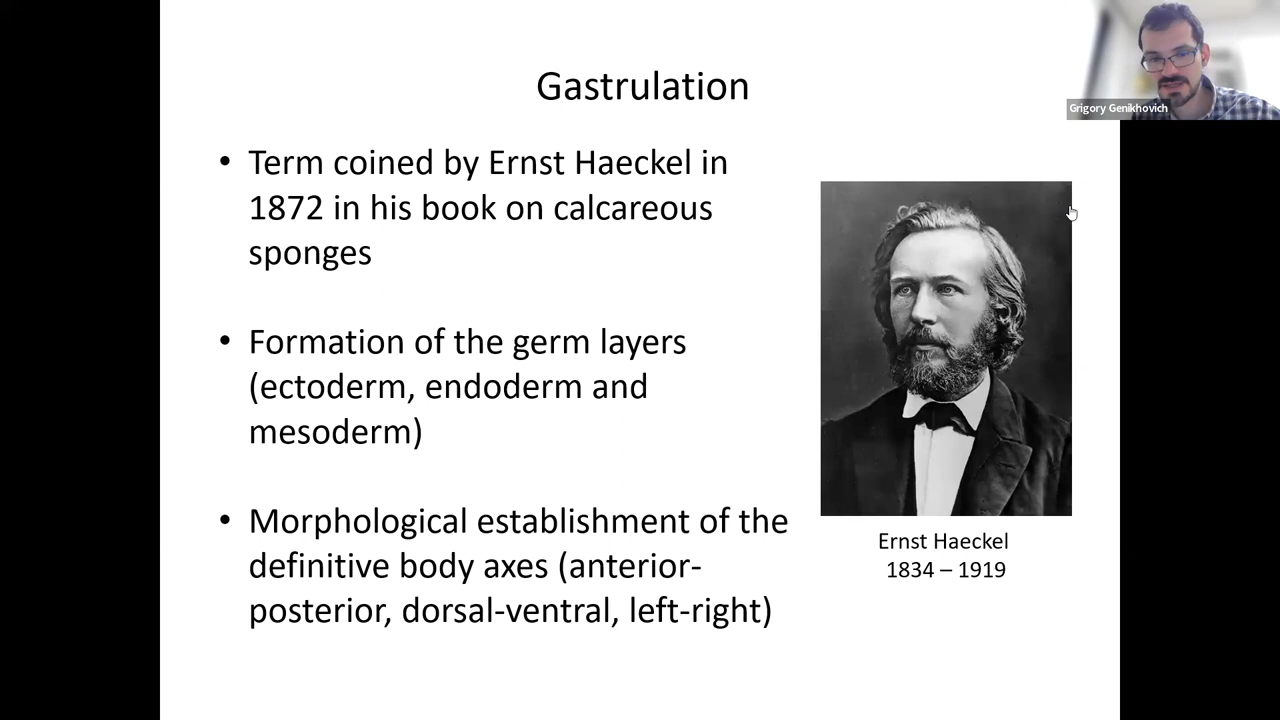 Gastrulation
Grigory Genikhovich
• Term coined by Ernst Haeckel in
1872 in his book on calcareous
sponges
• Formation of the germ layers
(ectoderm, endoderm and
mesoderm)
• Morphological establishment of the
definitive body axes (anterior-
posterior, dorsal-ventral, left-right)
Ernst Haeckel
1834 – 1919